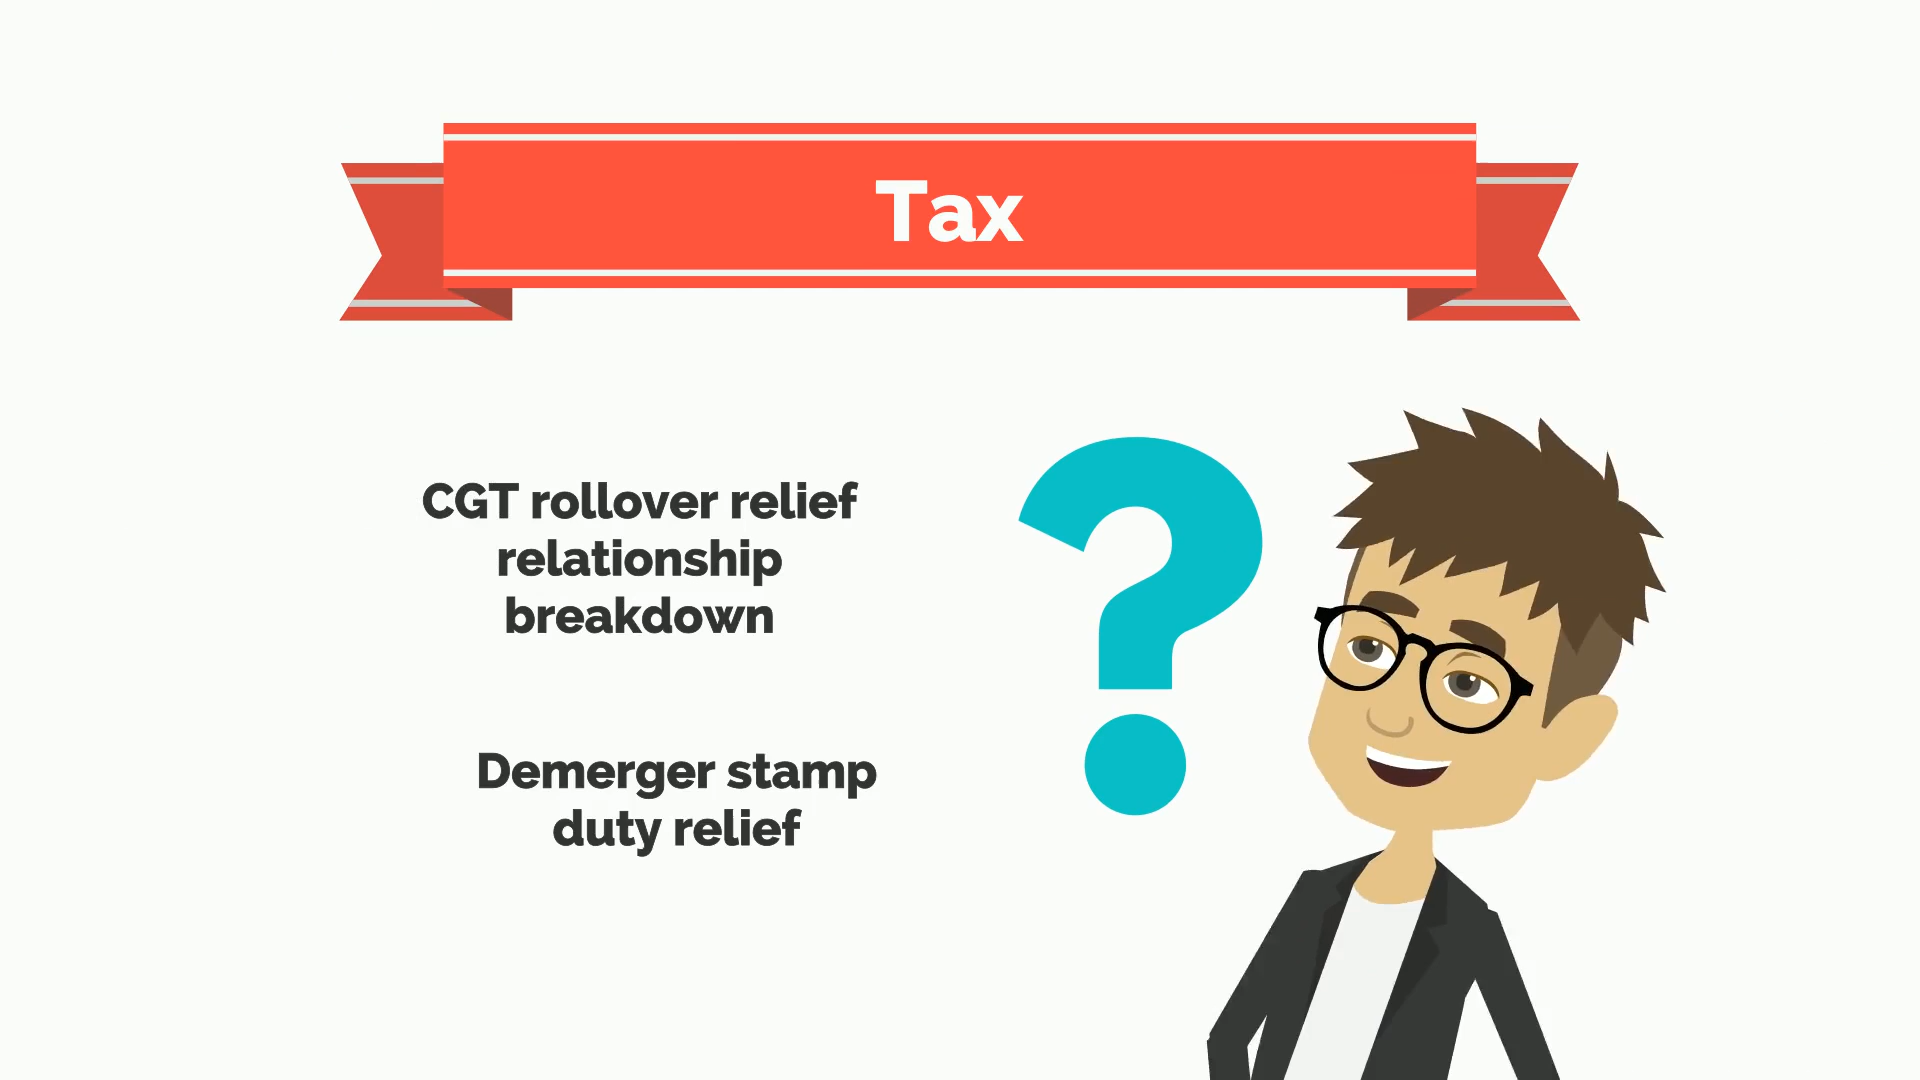 Tax
CGT rollover relief
relationship
breakdown
?
Demerger stamp
duty relief